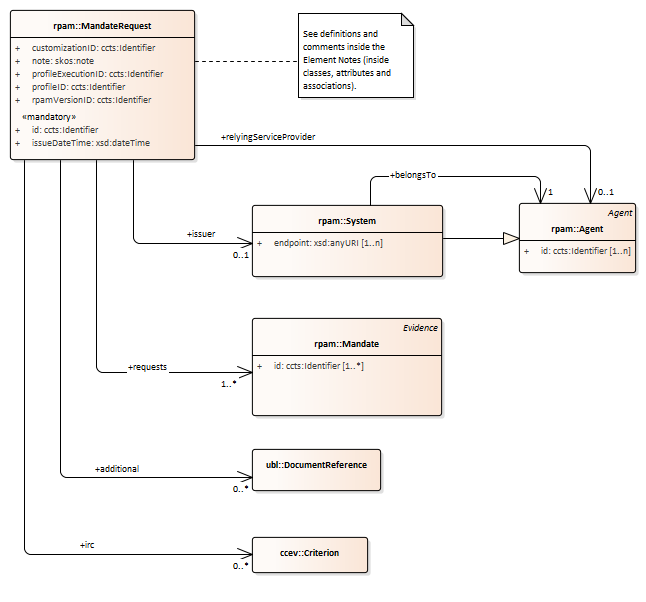 rpam::MandateRequest
+ customizationID: ccts:Identifier
+ note: skos:note
+ profileExecutionID: ccts:Identifier
+ profileID: ccts:Identifier
+ rpamVersionID: ccts:Identifier
«mandatory»
+ id: ccts:Identifier
+ issueDateTime: xsd:dateTime
See definitions and
comments inside the
Element Notes (inside
classes, attributes and
associations).
+relyingServiceProvider
0..1
+belongsTo
1
+issuer
0..1
rpam::System
+ endpoint: xsd:anyURI [1..n]
Agent
rpam::Agent
+ id: ccts:Identifier [1..n]
+requests
1..*
Evidence
rpam::Mandate
+ id: ccts:Identifier [1..*]
+additional
0..*
ubl::DocumentReference
+irc
0..*
ccev::Criterion